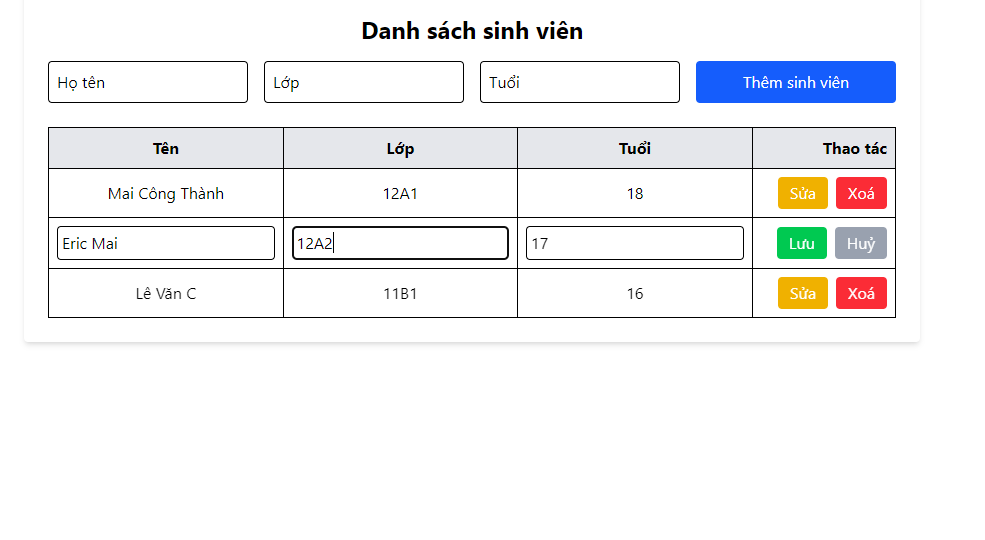 Danh sách sinh viên
Họ tên Lớp Tuổi Thêm sinh viên
Tên Lớp Tuổi Thao tác
Mai Công Thành 12A1 18 Sửa Xoá
Eric Mai 12A2 17 Lưu Huỷ
Lê Văn C 11B1 16 Sửa Xoá